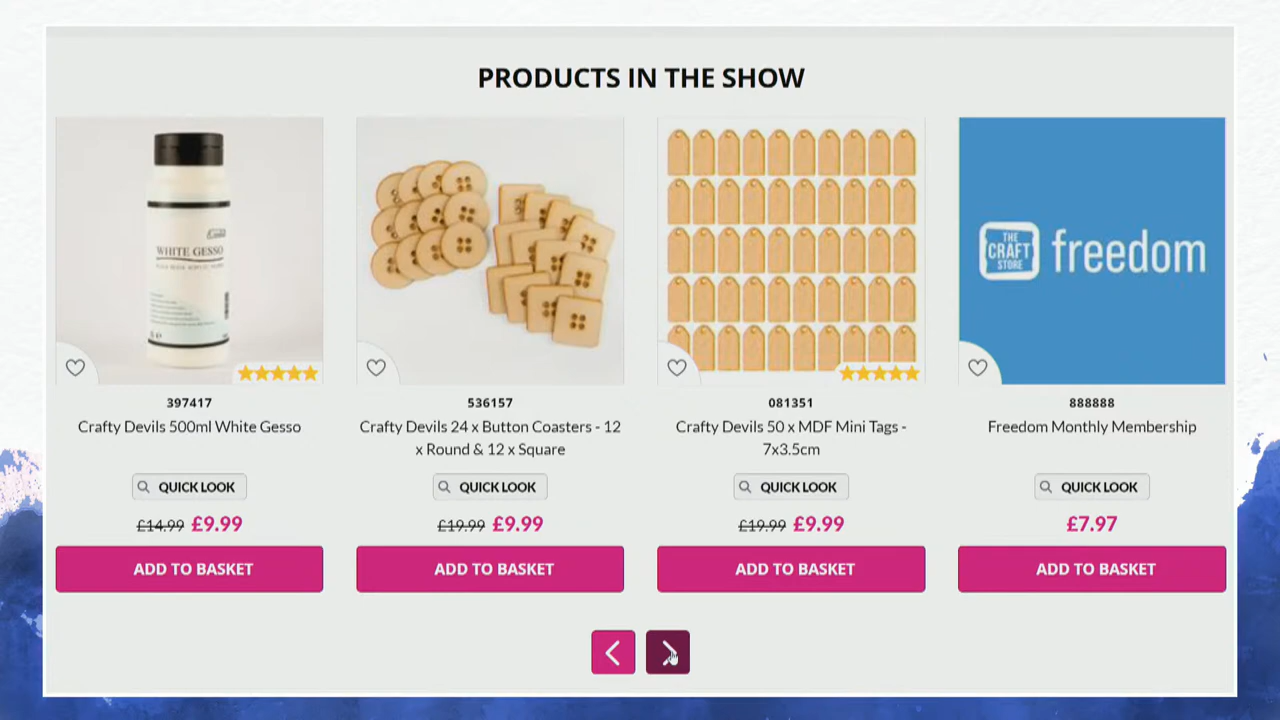 PRODUCTS IN THE SHOW
WHITE GESSO
THE
CRAFT
STORE
freedom
397417
Crafty Devils 500ml White Gesso
QUICK LOOK
£14.99 £9.99
ADD TO BASKET
536157
Crafty Devils 24 x Button Coasters - 12
x Round & 12 x Square
QUICK LOOK
£19.99 £9.99
ADD TO BASKET
081351
Crafty Devils 50 x MDF Mini Tags -
7x3.5cm
QUICK LOOK
£19.99 £9.99
ADD TO BASKET
888888
Freedom Monthly Membership
QUICK LOOK
£7.97
ADD TO BASKET